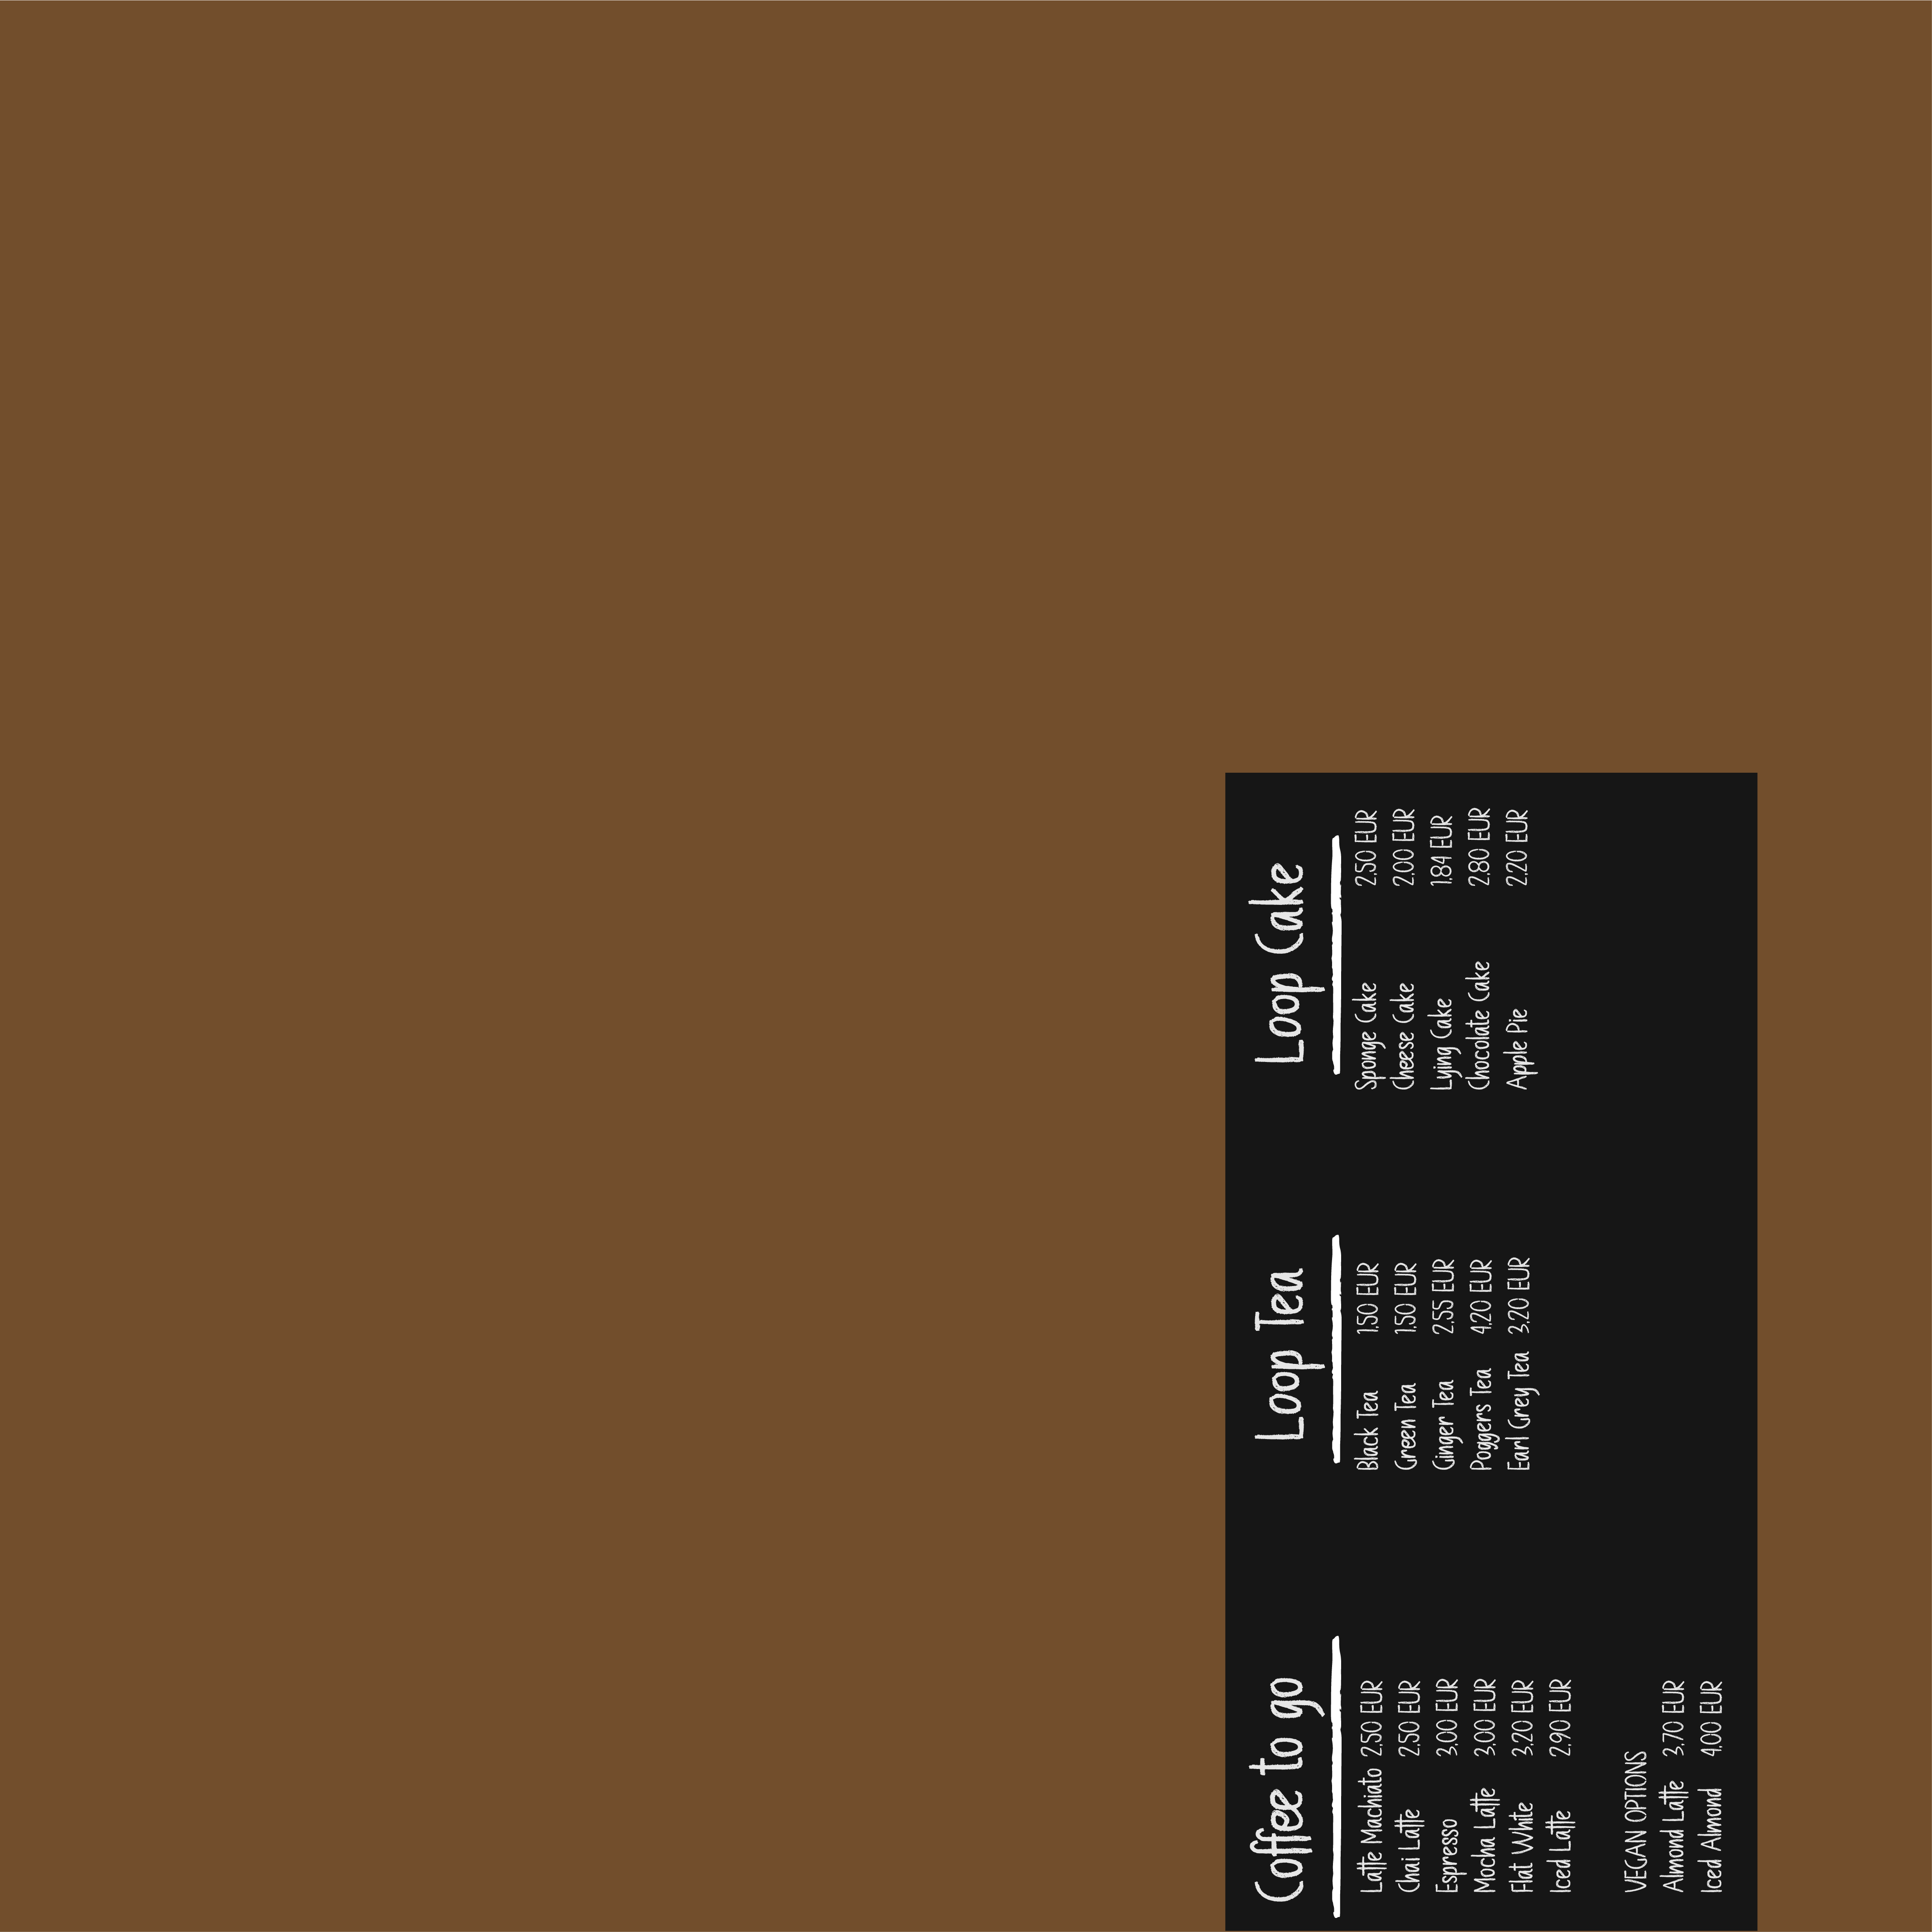 Coffee to go
Latte Machiato 2,50 EUR
Chai Latte 2,50 EUR
Espresso 3,00 EUR
Mocha Latte 3,00 EUR
Flat White 3,20 EUR
Iced Latte 2,90 EUR
VEGAN OPTIONS
Almond Latte 3,70 EUR
Iced Almond 4,00 EUR
Loop Tea
Black Tea 1,50 EUR
Green Tea 1,50 EUR
Ginger Tea 2,55 EUR
Poggers Tea 4,20 EUR
Earl Grey Tea 3,20 EUR
Loop Cake
Sponge Cake 2,50 EUR
Cheese Cake 2,00 EUR
Lying Cake 1,84 EUR
Chocolate Cake 2,80 EUR
Apple Pie 2,20 EUR